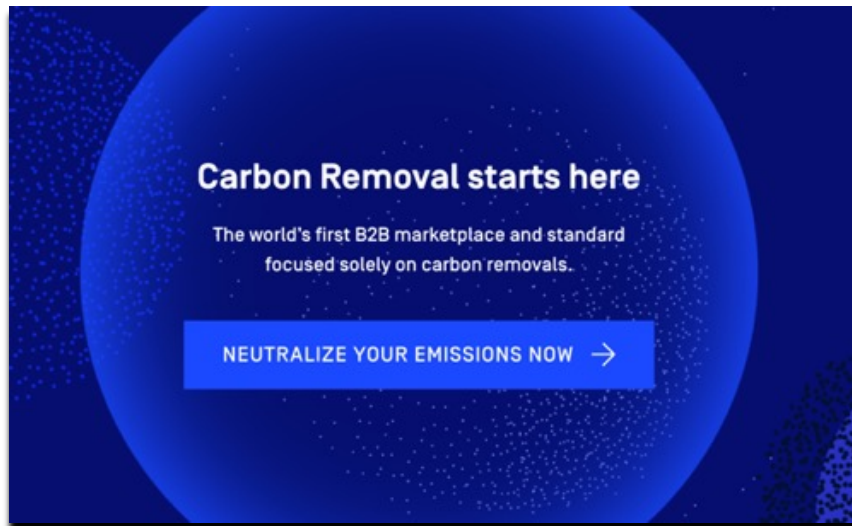 Carbon Removal starts here
The world's first B2B marketplace and standard
focused solely on carbon removals.
NEUTRALIZE YOUR EMISSIONS NOW →